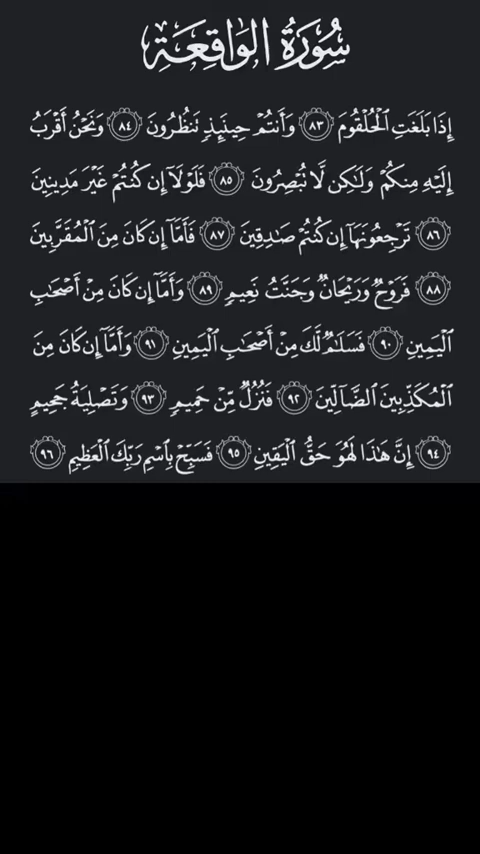 سُورَةُ الوَاقِعَةِ
إِذَا بَلَغَتِ الْحُلْقُومَ ﴿٨٣﴾ وَأَنتُمْ حِينَئِذٍ تَنظُرُونَ ﴿٨٤﴾ وَنَحْنُ أَقْرَبُ
إِلَيْهِ مِنكُمْ وَلَٰكِن لَّا تُبْصِرُونَ ﴿٨٥﴾ فَلَوْلَا إِن كُنتُمْ غَيْرَ مَدِينِينَ
﴿٨٦﴾ تَرْجِعُونَهَا إِن كُنتُمْ صَادِقِينَ ﴿٨٧﴾ فَأَمَّا إِن كَانَ مِنَ الْمُقَرَّبِينَ
﴿٨٨﴾ فَرَوْحٌ وَرَيْحَانٌ وَجَنَّتُ نَعِيمٍ ﴿٨٩﴾ وَأَمَّا إِن كَانَ مِنْ أَصْحَابِ
الْيَمِينِ ﴿٩٠﴾ فَسَلَامٌ لَّكَ مِنْ أَصْحَابِ الْيَمِينِ ﴿٩١﴾ وَأَمَّا إِن كَانَ مِنَ
الْمُكَذِّبِينَ الضَّالِّينَ ﴿٩٢﴾ فَنُزُلٌ مِّنْ حَمِيمٍ ﴿٩٣﴾ وَتَصْلِيَةُ جَحِيمٍ
﴿٩٤﴾ إِنَّ هَٰذَا لَهُوَ حَقُّ الْيَقِينِ ﴿٩٥﴾ فَسَبِّحْ بِاسْمِ رَبِّكَ الْعَظِيمِ ﴿٩٦﴾